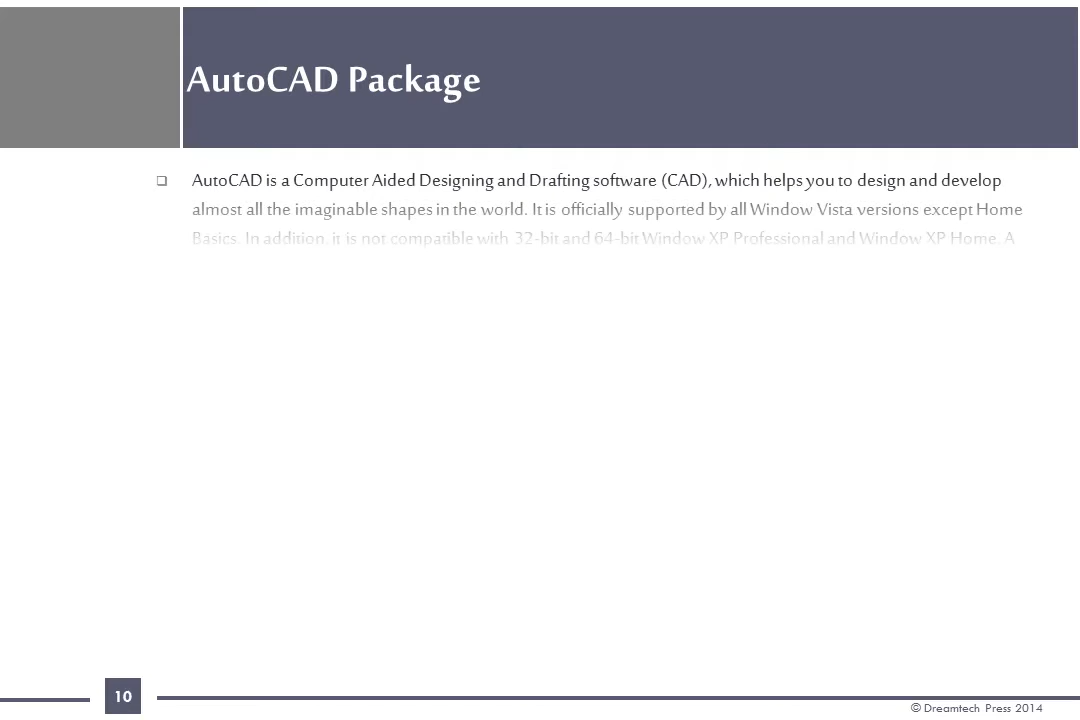 AutoCAD Package
❑ AutoCAD is a Computer Aided Designing and Drafting software (CAD), which helps you to design and develop
almost all the imaginable shapes in the world. It is officially supported by all Window Vista versions except Home
Basics. In addition, it is not compatible with 32-bit and 64-bit Window XP Professional and Window XP Home. A
10
© Dreamtech Press 2014